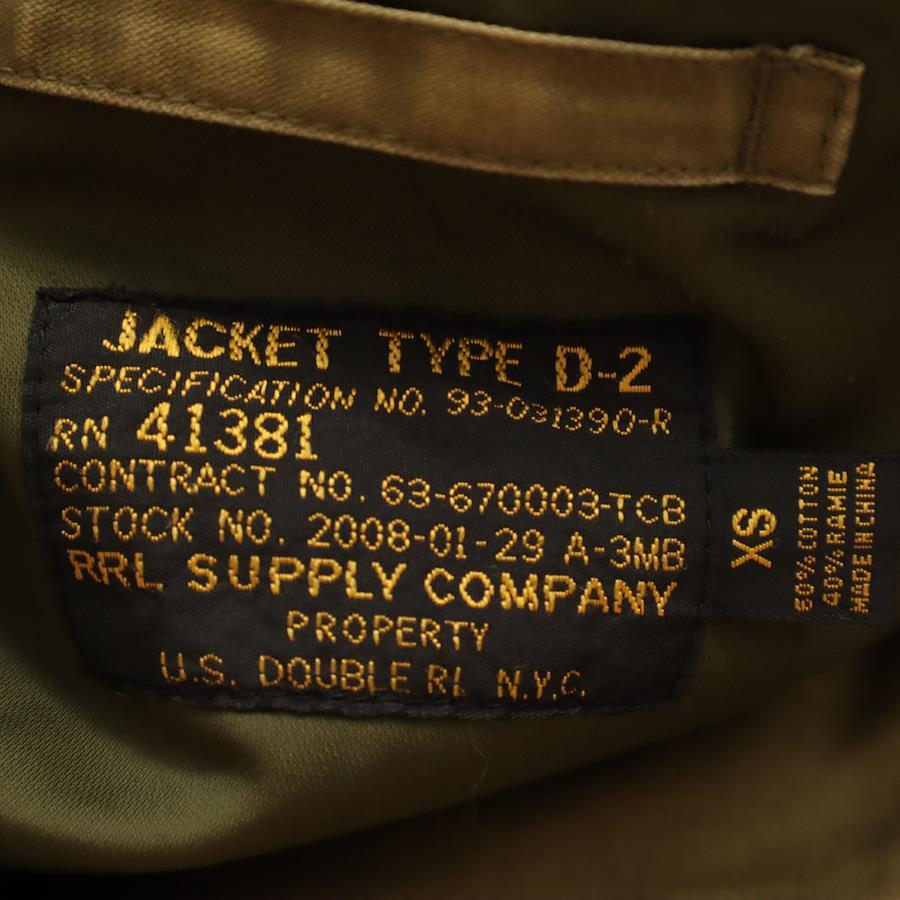 JACKET TYPE D-2
SPECIFICATION NO. 93-031390-R
RN 41381
CONTRACT NO. 63-670003-TCB
STOCK NO. 2008-01-29 A-3MB
RRL SUPPLY COMPANY
PROPERTY
U.S. DOUBLE RL N.Y.C.
XS
60% COTTON
40% RAMIE
MADE IN CHINA